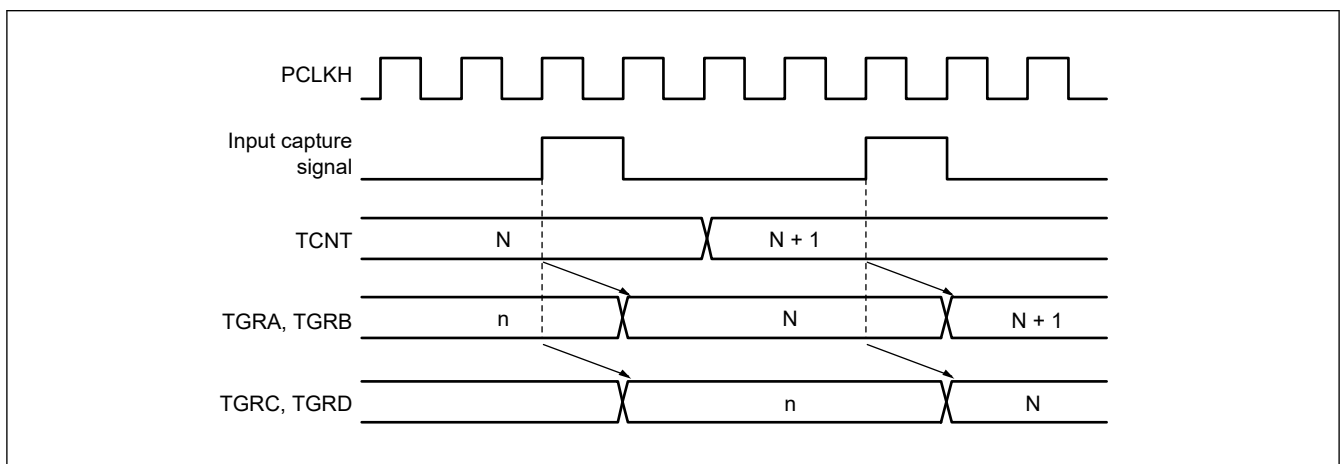 PCLKH
Input capture
signal
TCNT N N + 1
TGRA, TGRB n N N + 1
TGRC, TGRD n N